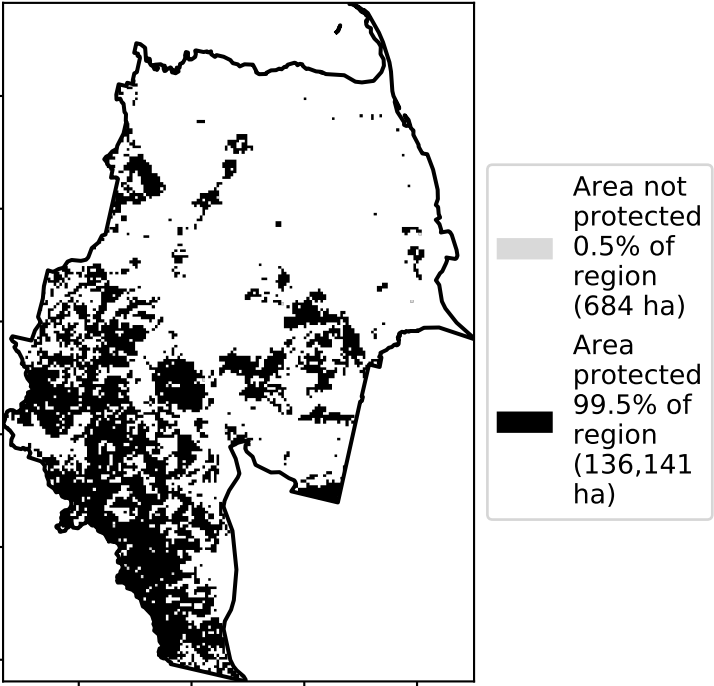 Area not
protected
0.5% of
region
(684 ha)
Area
protected
99.5% of
region
(136,141
ha)